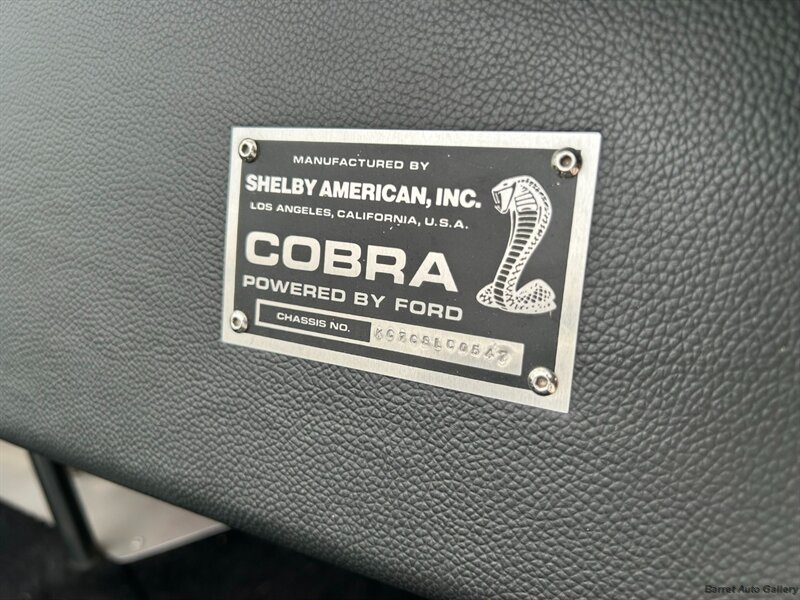 MANUFACTURED BY
SHELBY AMERICAN, INC.
LOS ANGELES, CALIFORNIA, U.S.A.
COBRA
POWERED BY FORD
CHASSIS NO.
Barret Auto Gallery